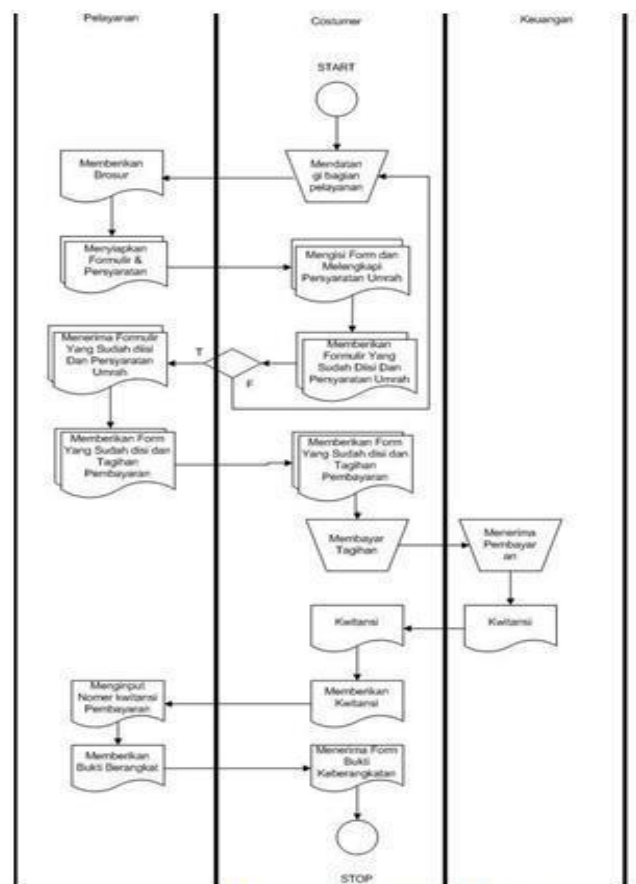 Pelayanan
Costumer
Keuangan
START
Memberikan
Brosur
Mendatan
gi bagian
pelayanan
Menyiapkan
Formulir &
Persyaratan
Mengisi Form dan
Melengkapi
Persyaratan Umrah
Menerima Formulir
Yang Sudah diisi
Dan Persyaratan
Umrah
T
F
Memberikan
Formulir Yang
Sudah Diisi Dan
Persyaratan Umrah
Memberikan Form
Yang Sudah disi dan
Tagihan
Pembayaran
Memberikan Form
Yang Sudah disi dan
Tagihan
Pembayaran
Membayar
Tagihan
Menerima
Pembayar
an
Kwitansi
Kwitansi
Menginput
Nomer kwitansi
Pembayaran
Memberikan
Kwitansi
Memberikan
Bukti Berangkat
Menerima Form
Bukti
Keberangkatan
STOP